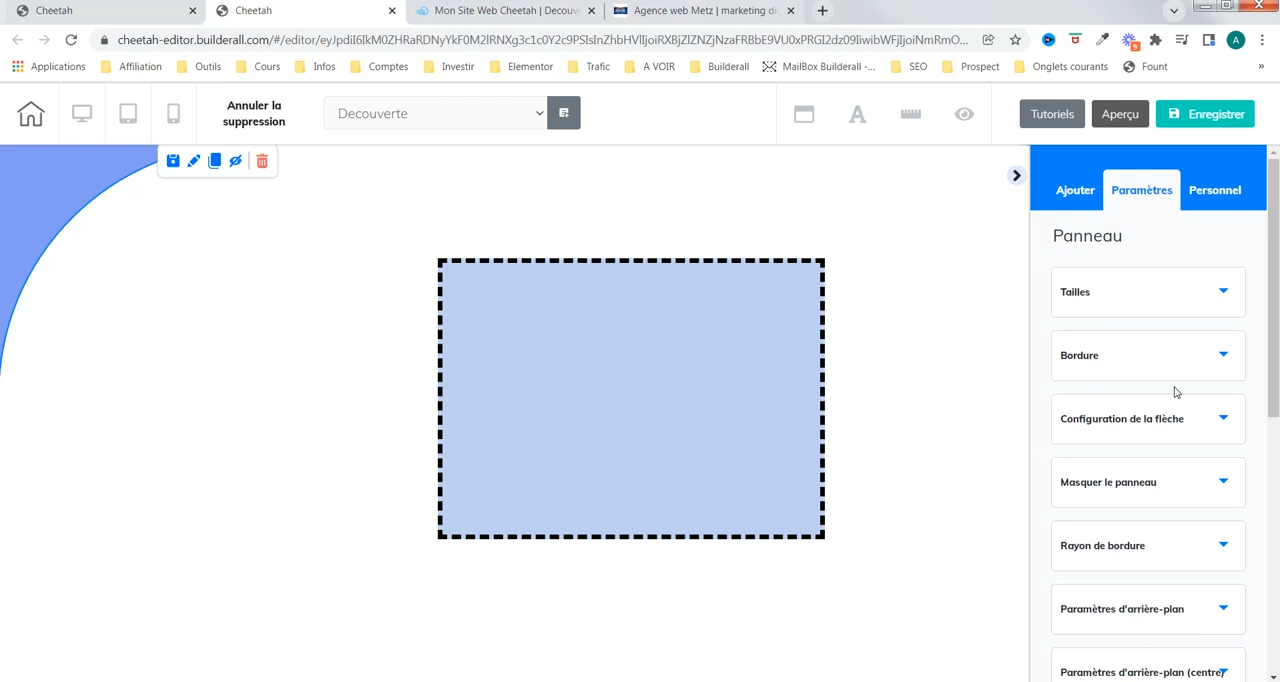 Cheetah
Cheetah
Mon Site Web Cheetah | Decouv
Agence web Metz | marketing di
cheetah-editor.builderall.com/#/editor/
Applications
Affiliation
Outils
Cours
Infos
Comptes
Investir
Elementor
Trafic
A VOIR
Builderall
MailBox Builderall -...
SEO
Prospect
Onglets courants
Fount
»
9
A
Annuler la
suppression
Decouverte
A
Tutoriels
Aperçu
Enregistrer
Ajouter
Paramètres
Personnel
Panneau
Tailles
Bordure
Configuration de la flèche
Masquer le panneau
Rayon de bordure
Paramètres d'arrière-plan
Paramètres d'arrière-plan (centre)